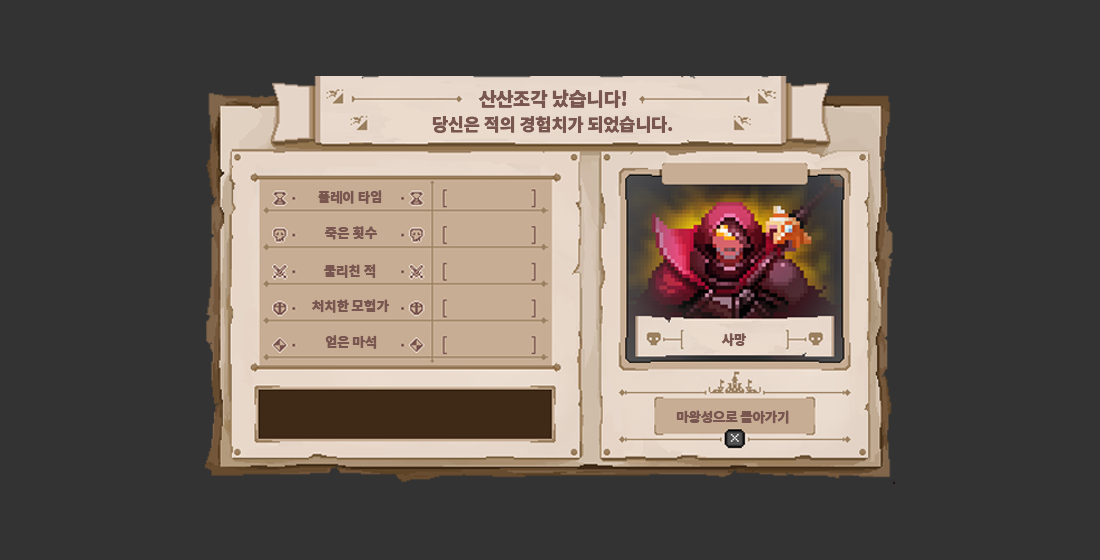 산산조각 났습니다!
당신은 적의 경험치가 되었습니다.
플레이 타임 [ ]
죽은 횟수 [ ]
물리친 적 [ ]
처치한 모험가 [ ]
얻은 마석 [ ]
사망
마왕성으로 돌아가기
X